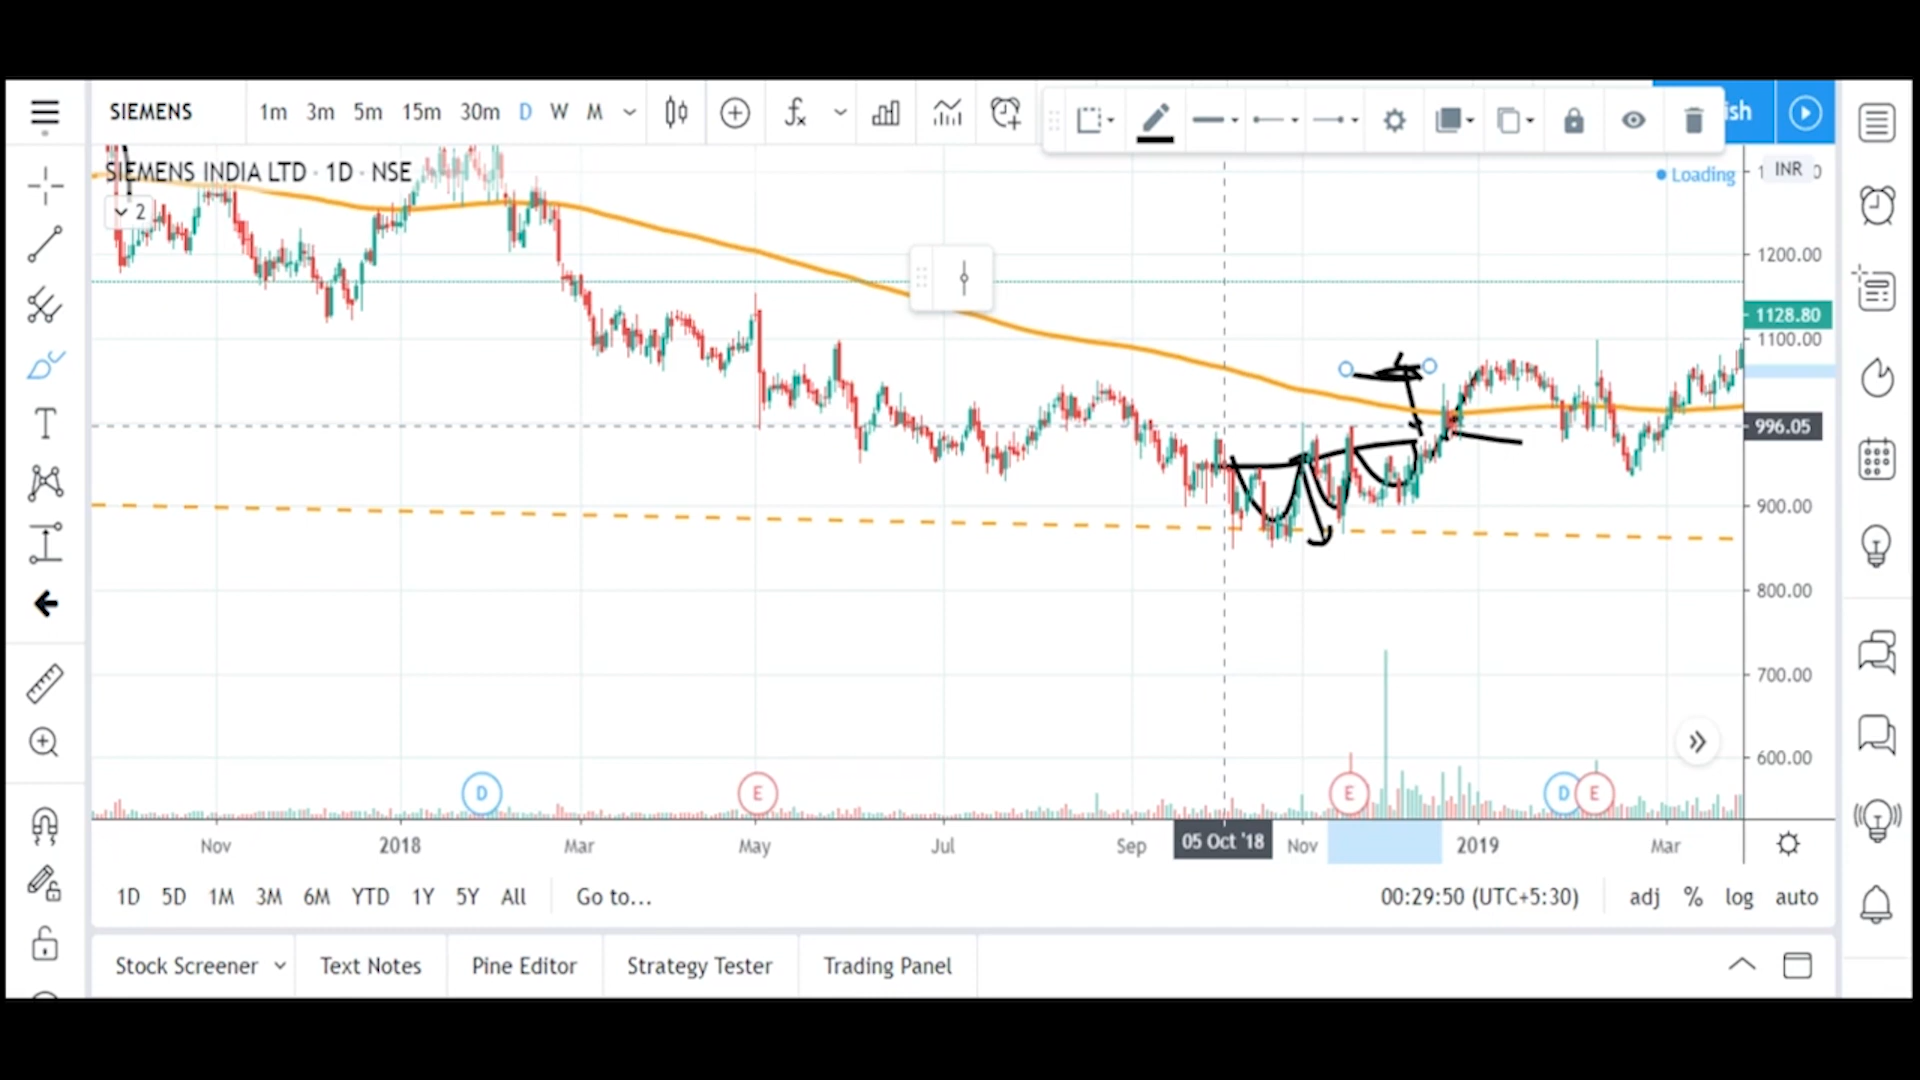 SIEMENS 1m 3m 5m 15m 30m D W M ish
SIEMENS INDIA LTD · 1D · NSE
Loading
INR
2
1200.00
1128.80
1100.00
996.05
900.00
800.00
700.00
600.00
D E E D E
Nov 2018 Mar May Jul Sep 05 Oct '18 Nov 2019 Mar
1D 5D 1M 3M 6M YTD 1Y 5Y All Go to... 00:29:50 (UTC+5:30) adj % log auto
Stock Screener Text Notes Pine Editor Strategy Tester Trading Panel